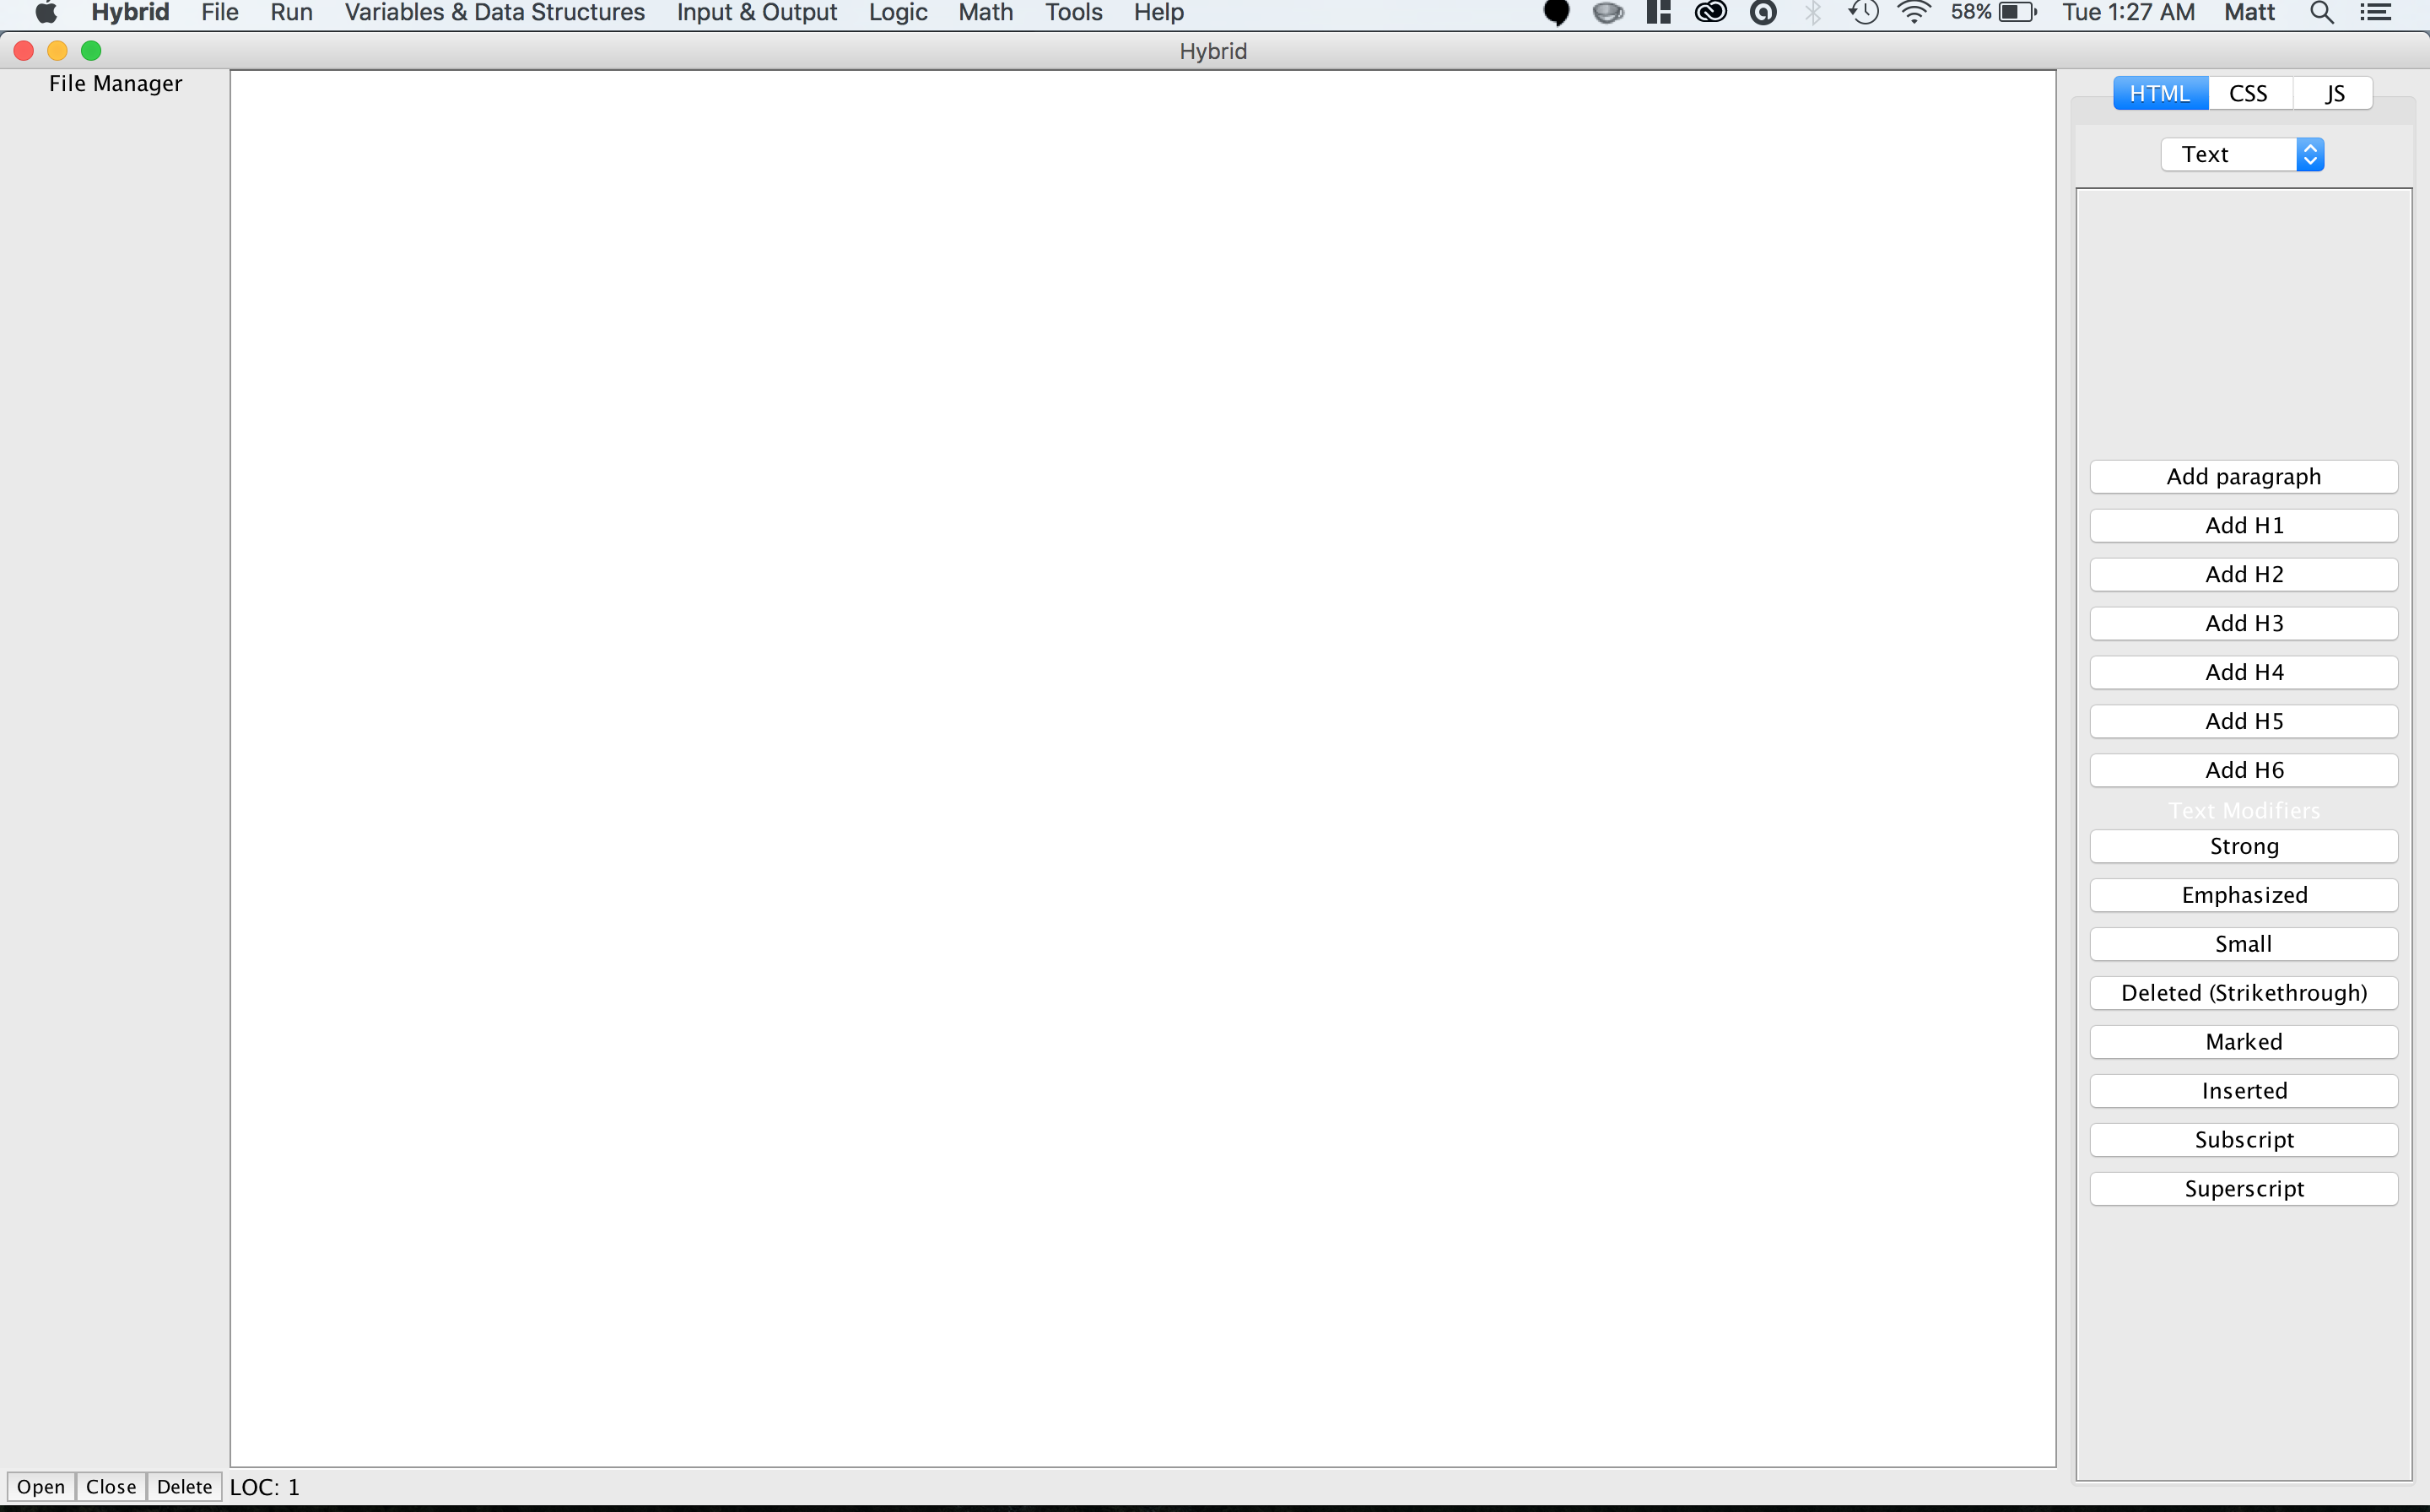 Hybrid File Run Variables & Data Structures Input & Output Logic Math Tools Help 58% Tue 1:27 AM Matt
Hybrid
File Manager
HTML CSS JS
Text
Add paragraph
Add H1
Add H2
Add H3
Add H4
Add H5
Add H6
Text Modifiers
Strong
Emphasized
Small
Deleted (Strikethrough)
Marked
Inserted
Subscript
Superscript
Open Close Delete LOC: 1